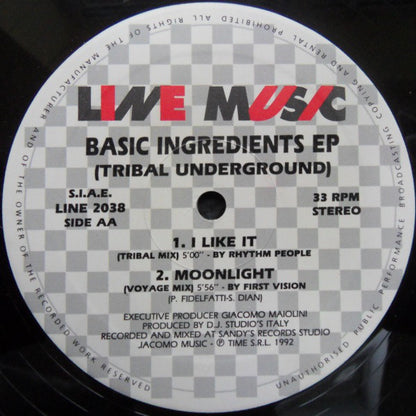 ALL RIGHTS OF THE MANUFACTURER AND OF THE OWNER OF THE RECORDED WORK RESERVED
UNAUTHORISED PUBLIC PERFORMANCE BROADCASTING COPYING AND RENTAL PROHIBITED
LINE MUSIC
BASIC INGREDIENTS EP
(TRIBAL UNDERGROUND)
S.I.A.E.
LINE 2038
SIDE AA
33 RPM
STEREO
1. I LIKE IT
(TRIBAL MIX) 5'00" - BY RHYTHM PEOPLE
2. MOONLIGHT
(VOYAGE MIX) 5'56" - BY FIRST VISION
(P. FIDELFATTI-S. DIAN)
EXECUTIVE PRODUCER GIACOMO MAIOLINI
PRODUCED BY D.J. STUDIO'S ITALY
RECORDED AND MIXED AT SANDY'S RECORDS STUDIO
JACOMO MUSIC - ℗ TIME S.R.L. 1992